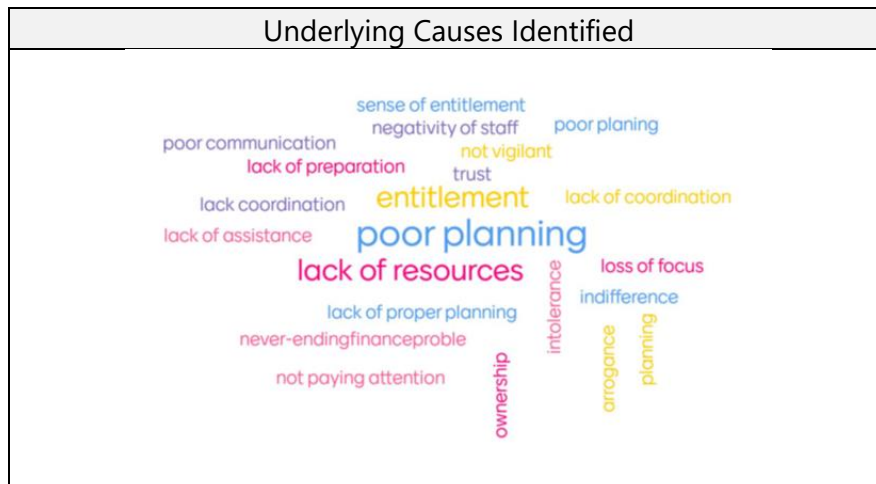 Underlying Causes Identified
sense of entitlement
negativity of staff
poor planing
poor communication
not vigilant
lack of preparation
trust
entitlement
lack of coordination
lack coordination
lack of assistance
poor planning
lack of resources
intolerance
loss of focus
indifference
lack of proper planning
never-endingfinanceproble
planning
arrogance
not paying attention
ownership